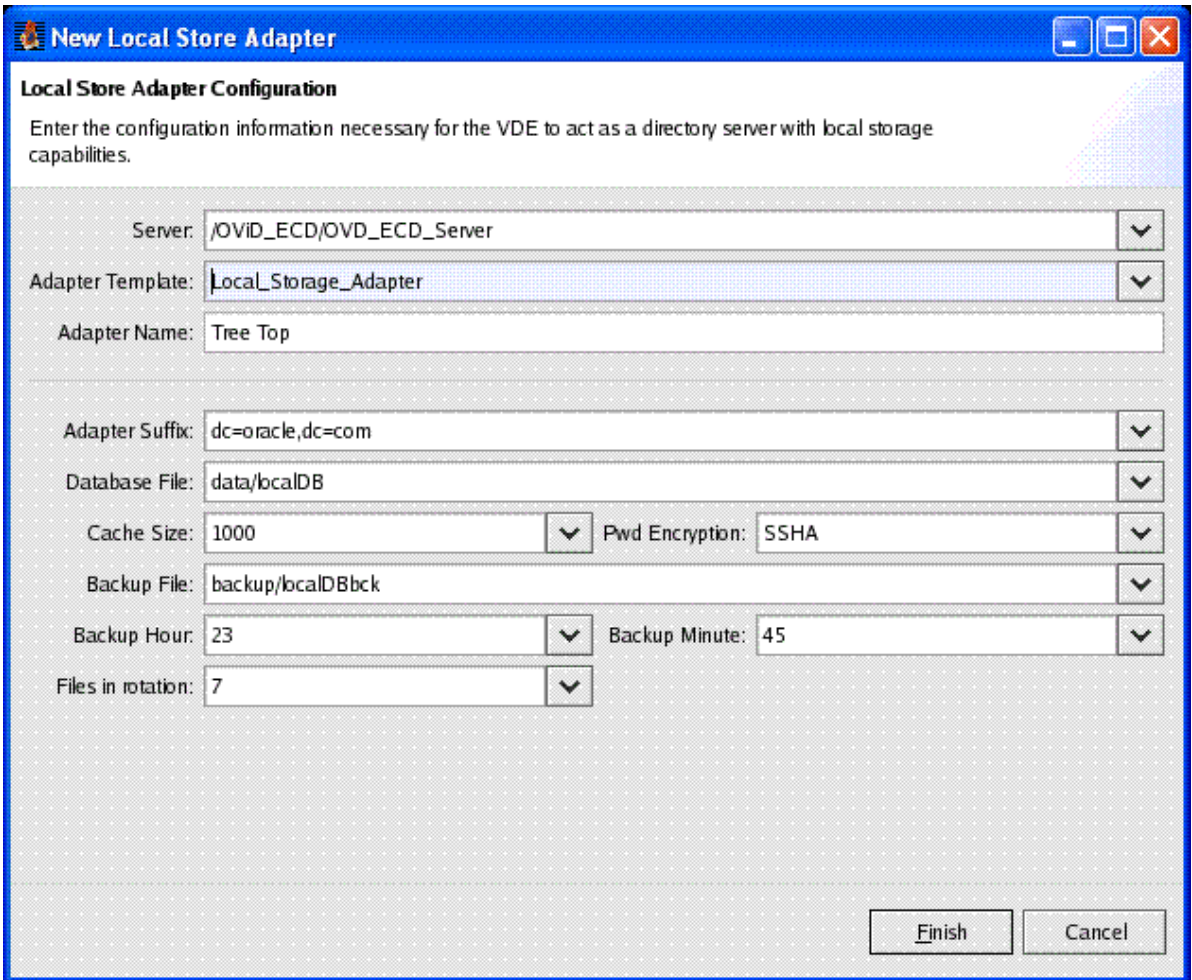 New Local Store Adapter
Local Store Adapter Configuration
Enter the configuration information necessary for the VDE to act as a directory server with local storage
capabilities.
Server: /OViD_ECD/OVD_ECD_Server
Adapter Template: Local_Storage_Adapter
Adapter Name: Tree Top
Adapter Suffix: dc=oracle,dc=com
Database File: data/localDB
Cache Size: 1000 Pwd Encryption: SSHA
Backup File: backup/localDBbck
Backup Hour: 23 Backup Minute: 45
Files in rotation: 7
Finish Cancel